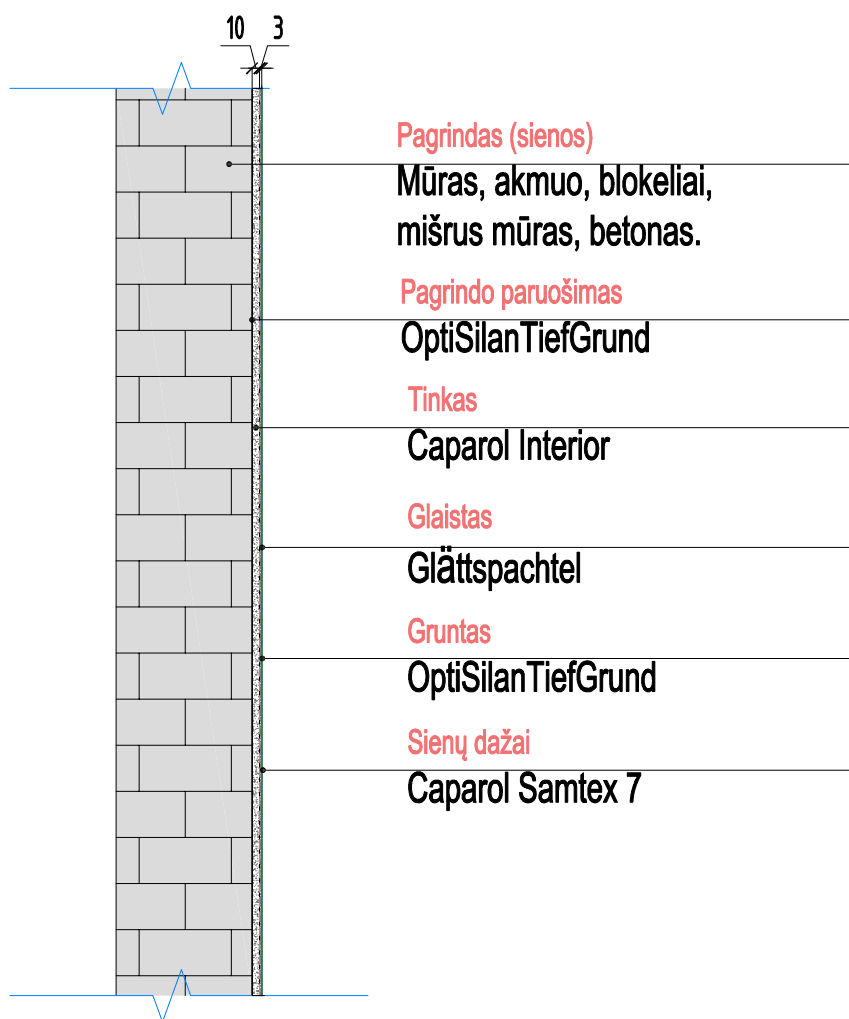 10 3
Pagrindas (sienos)
Mūras, akmuo, blokeliai,
mišrus mūras, betonas.
Pagrindo paruošimas
OptiSilanTiefGrund
Tinkas
Caparol Interior
Glaistas
Glättspachtel
Gruntas
OptiSilanTiefGrund
Sienų dažai
Caparol Samtex 7